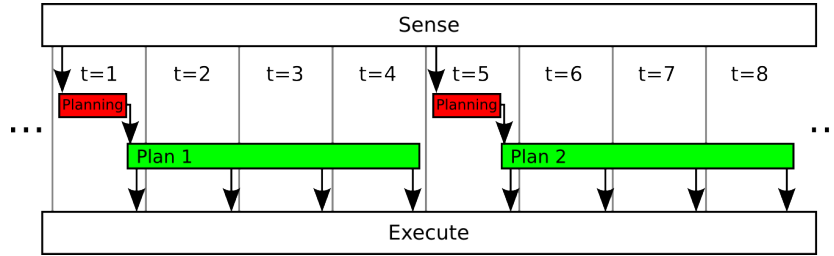 Sense
t=1 t=2 t=3 t=4 t=5 t=6 t=7 t=8
Planning Planning
... ...
Plan 1 Plan 2
Execute